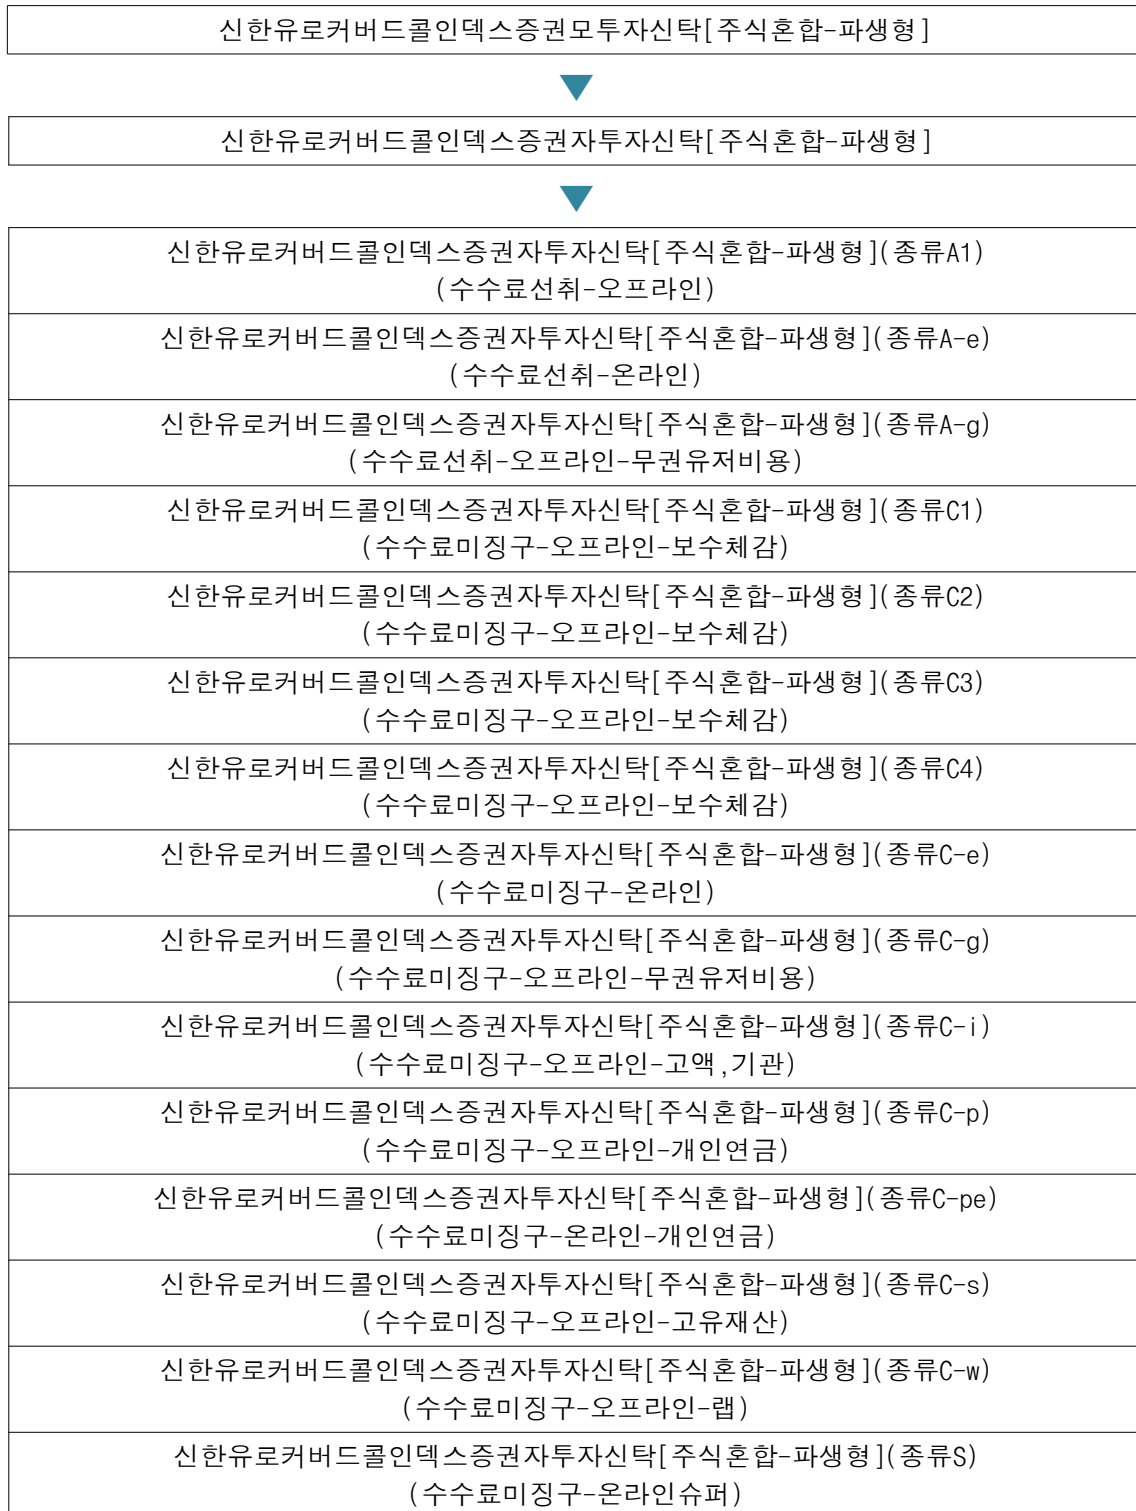 신한유로커버드콜인덱스증권모투자신탁[주식혼합-파생형]
신한유로커버드콜인덱스증권자투자신탁[주식혼합-파생형]
신한유로커버드콜인덱스증권자투자신탁[주식혼합-파생형](종류A1)
(수수료선취-오프라인)
신한유로커버드콜인덱스증권자투자신탁[주식혼합-파생형](종류A-e)
(수수료선취-온라인)
신한유로커버드콜인덱스증권자투자신탁[주식혼합-파생형](종류A-g)
(수수료선취-오프라인-무권유저비용)
신한유로커버드콜인덱스증권자투자신탁[주식혼합-파생형](종류C1)
(수수료미징구-오프라인-보수체감)
신한유로커버드콜인덱스증권자투자신탁[주식혼합-파생형](종류C2)
(수수료미징구-오프라인-보수체감)
신한유로커버드콜인덱스증권자투자신탁[주식혼합-파생형](종류C3)
(수수료미징구-오프라인-보수체감)
신한유로커버드콜인덱스증권자투자신탁[주식혼합-파생형](종류C4)
(수수료미징구-오프라인-보수체감)
신한유로커버드콜인덱스증권자투자신탁[주식혼합-파생형](종류C-e)
(수수료미징구-온라인)
신한유로커버드콜인덱스증권자투자신탁[주식혼합-파생형](종류C-g)
(수수료미징구-오프라인-무권유저비용)
신한유로커버드콜인덱스증권자투자신탁[주식혼합-파생형](종류C-i)
(수수료미징구-오프라인-고액,기관)
신한유로커버드콜인덱스증권자투자신탁[주식혼합-파생형](종류C-p)
(수수료미징구-오프라인-개인연금)
신한유로커버드콜인덱스증권자투자신탁[주식혼합-파생형](종류C-pe)
(수수료미징구-온라인-개인연금)
신한유로커버드콜인덱스증권자투자신탁[주식혼합-파생형](종류C-s)
(수수료미징구-오프라인-고유재산)
신한유로커버드콜인덱스증권자투자신탁[주식혼합-파생형](종류C-w)
(수수료미징구-오프라인-랩)
신한유로커버드콜인덱스증권자투자신탁[주식혼합-파생형](종류S)
(수수료미징구-온라인슈퍼)